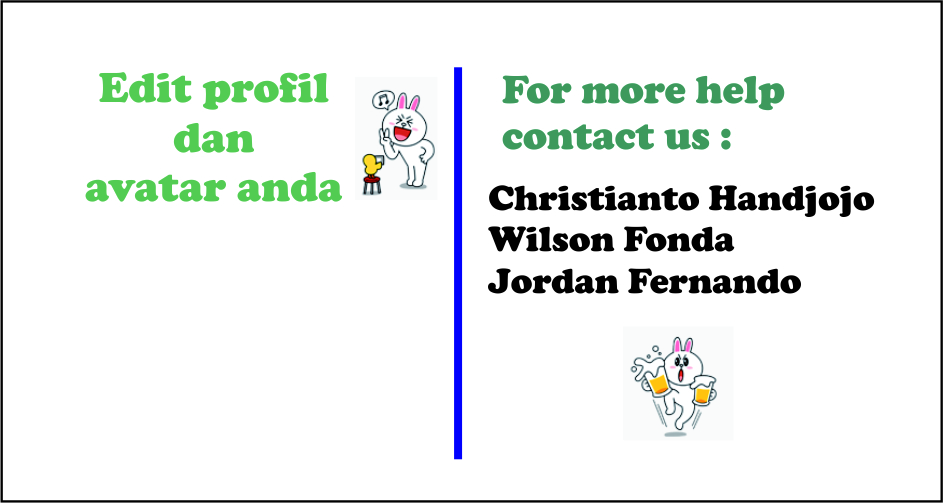 Edit profil
dan
avatar anda
For more help
contact us :
Christianto Handjojo
Wilson Fonda
Jordan Fernando